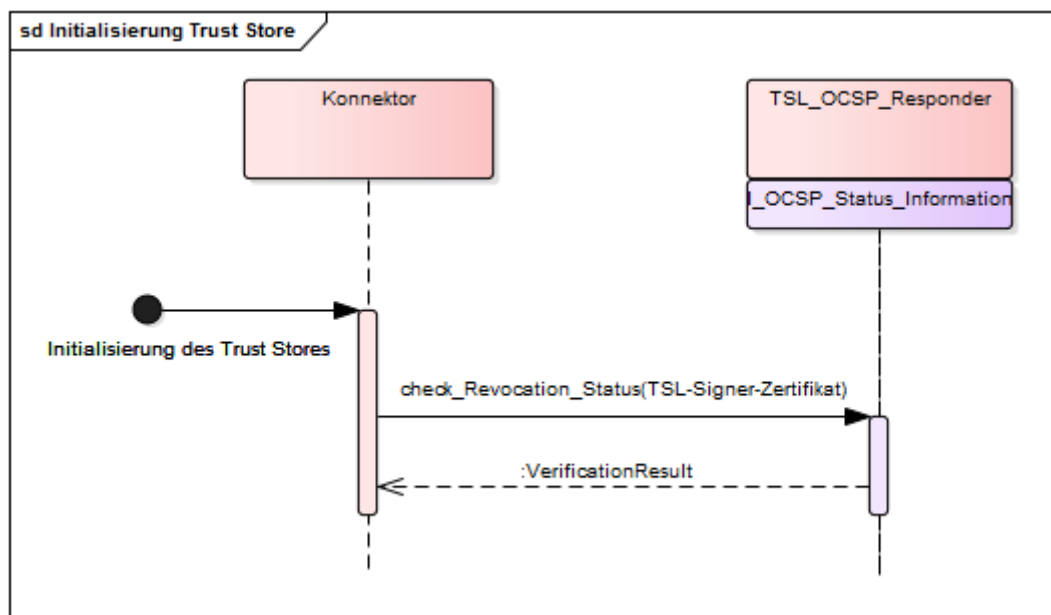 sd Initialisierung Trust Store
Konnektor
TSL_OCSP_Responder
I_OCSP_Status_Information
Initialisierung des Trust Stores
check_Revocation_Status(TSL-Signer-Zertifikat)
:VerificationResult